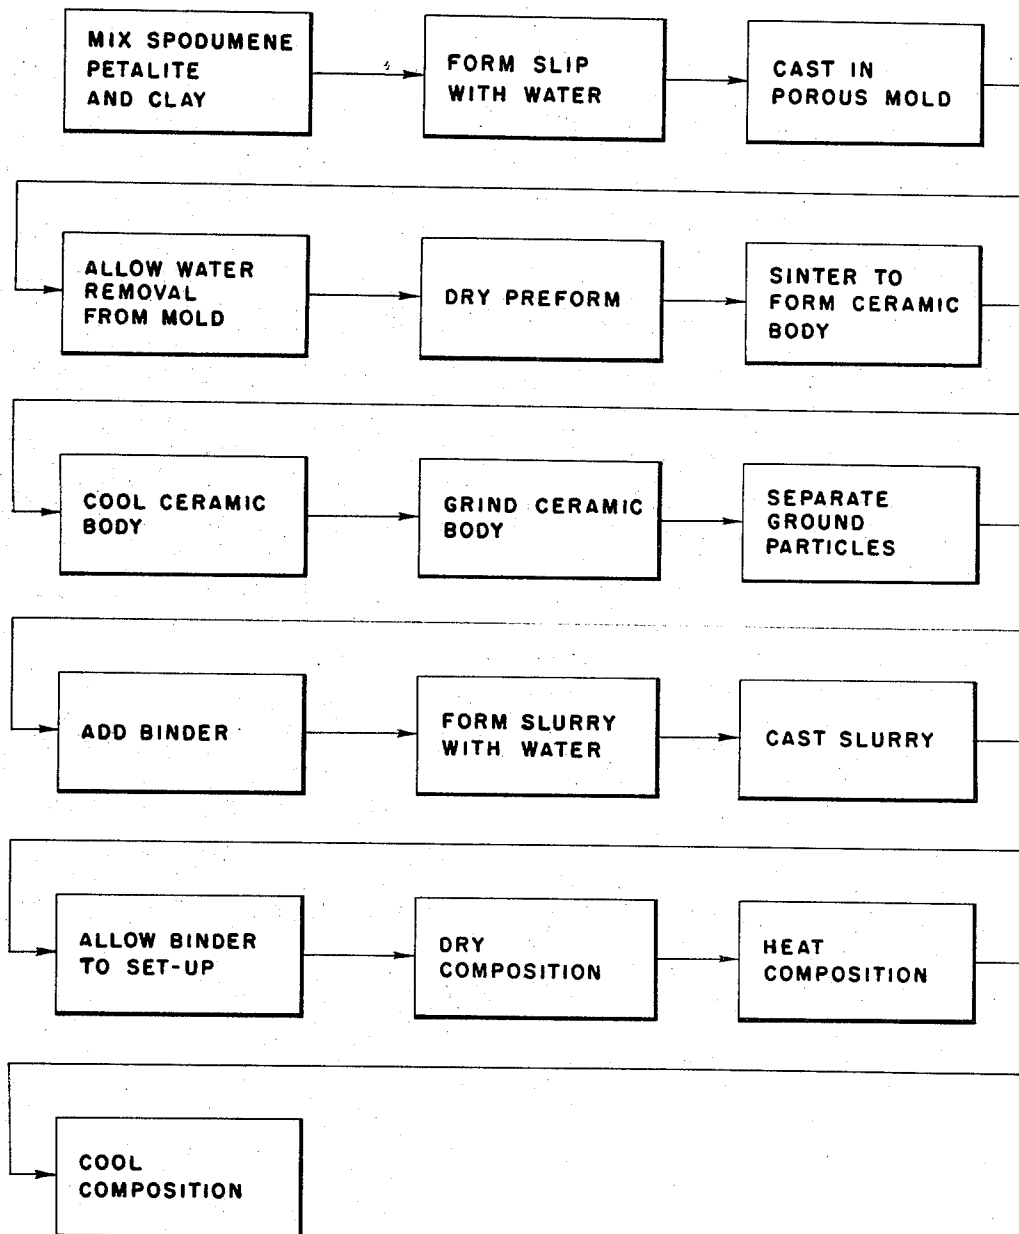 MIX SPODUMENE
PETALITE
AND CLAY
FORM SLIP
WITH WATER
CAST IN
POROUS MOLD
ALLOW WATER
REMOVAL
FROM MOLD
DRY PREFORM
SINTER TO
FORM CERAMIC
BODY
COOL CERAMIC
BODY
GRIND CERAMIC
BODY
SEPARATE
GROUND
PARTICLES
ADD BINDER
FORM SLURRY
WITH WATER
CAST SLURRY
ALLOW BINDER
TO SET-UP
DRY
COMPOSITION
HEAT
COMPOSITION
COOL
COMPOSITION